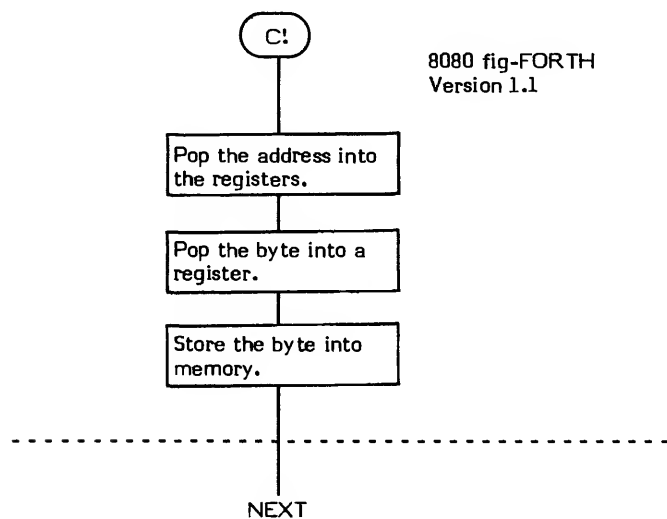 C!
8080 fig-FORTH
Version 1.1
Pop the address into
the registers.
Pop the byte into a
register.
Store the byte into
memory.
NEXT